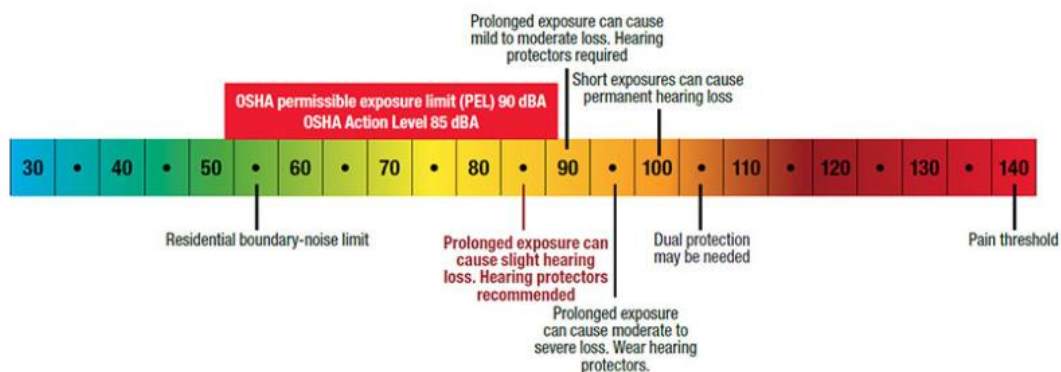 Prolonged exposure can cause
mild to moderate loss. Hearing
protectors required
Short exposures can cause
permanent hearing loss
OSHA permissible exposure limit (PEL) 90 dBA
OSHA Action Level 85 dBA
30 • 40 • 50 • 60 • 70 • 80 • 90 • 100 • 110 • 120 • 130 • 140
Residential boundary-noise limit
Prolonged exposure can
cause slight hearing
loss. Hearing protectors
recommended
Dual protection
may be needed
Pain threshold
Prolonged exposure
can cause moderate to
severe loss. Wear hearing
protectors.